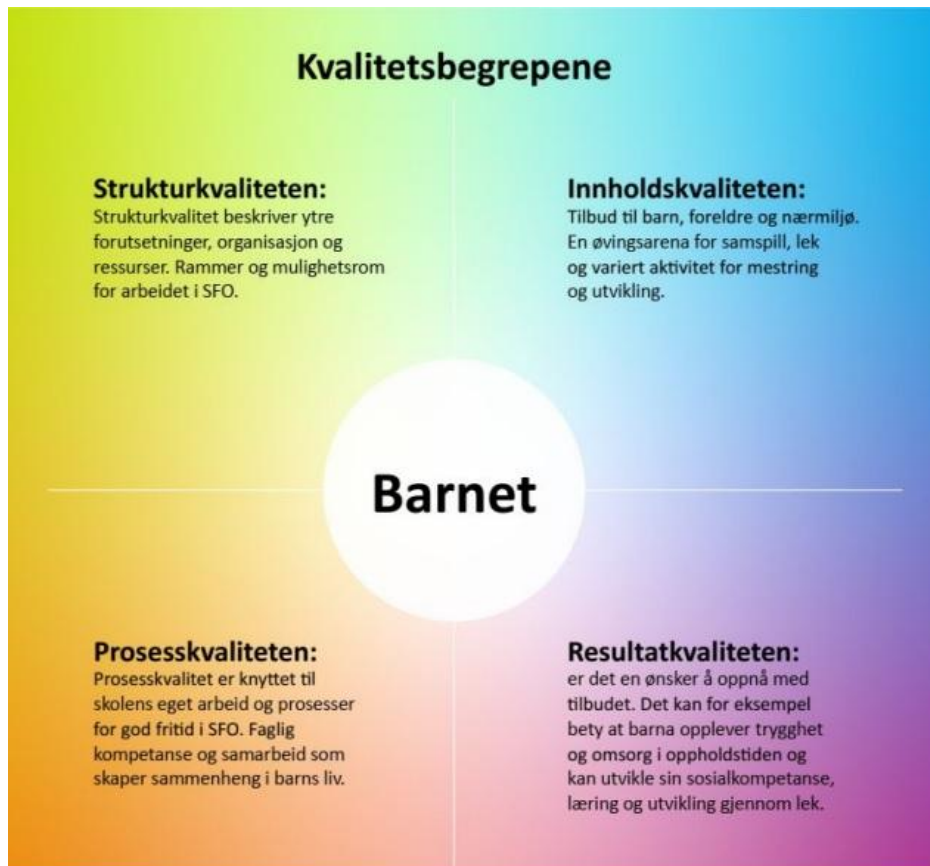 Kvalitetsbegrepene
Strukturkvaliteten:
Strukturkvalitet beskriver ytre
forutsetninger, organisasjon og
ressurser. Rammer og mulighetsrom
for arbeidet i SFO.
Innholdskvaliteten:
Tilbud til barn, foreldre og nærmiljø.
En øvingsarena for samspill, lek
og variert aktivitet for mestring
og utvikling.
Barnet
Prosesskvaliteten:
Prosesskvalitet er knyttet til
skolens eget arbeid og prosesser
for god fritid i SFO. Faglig
kompetanse og samarbeid som
skaper sammenheng i barns liv.
Resultatkvaliteten:
er det en ønsker å oppnå med
tilbudet. Det kan for eksempel
bety at barna opplever trygghet
og omsorg i oppholdstiden og
kan utvikle sin sosialkompetanse,
læring og utvikling gjennom lek.